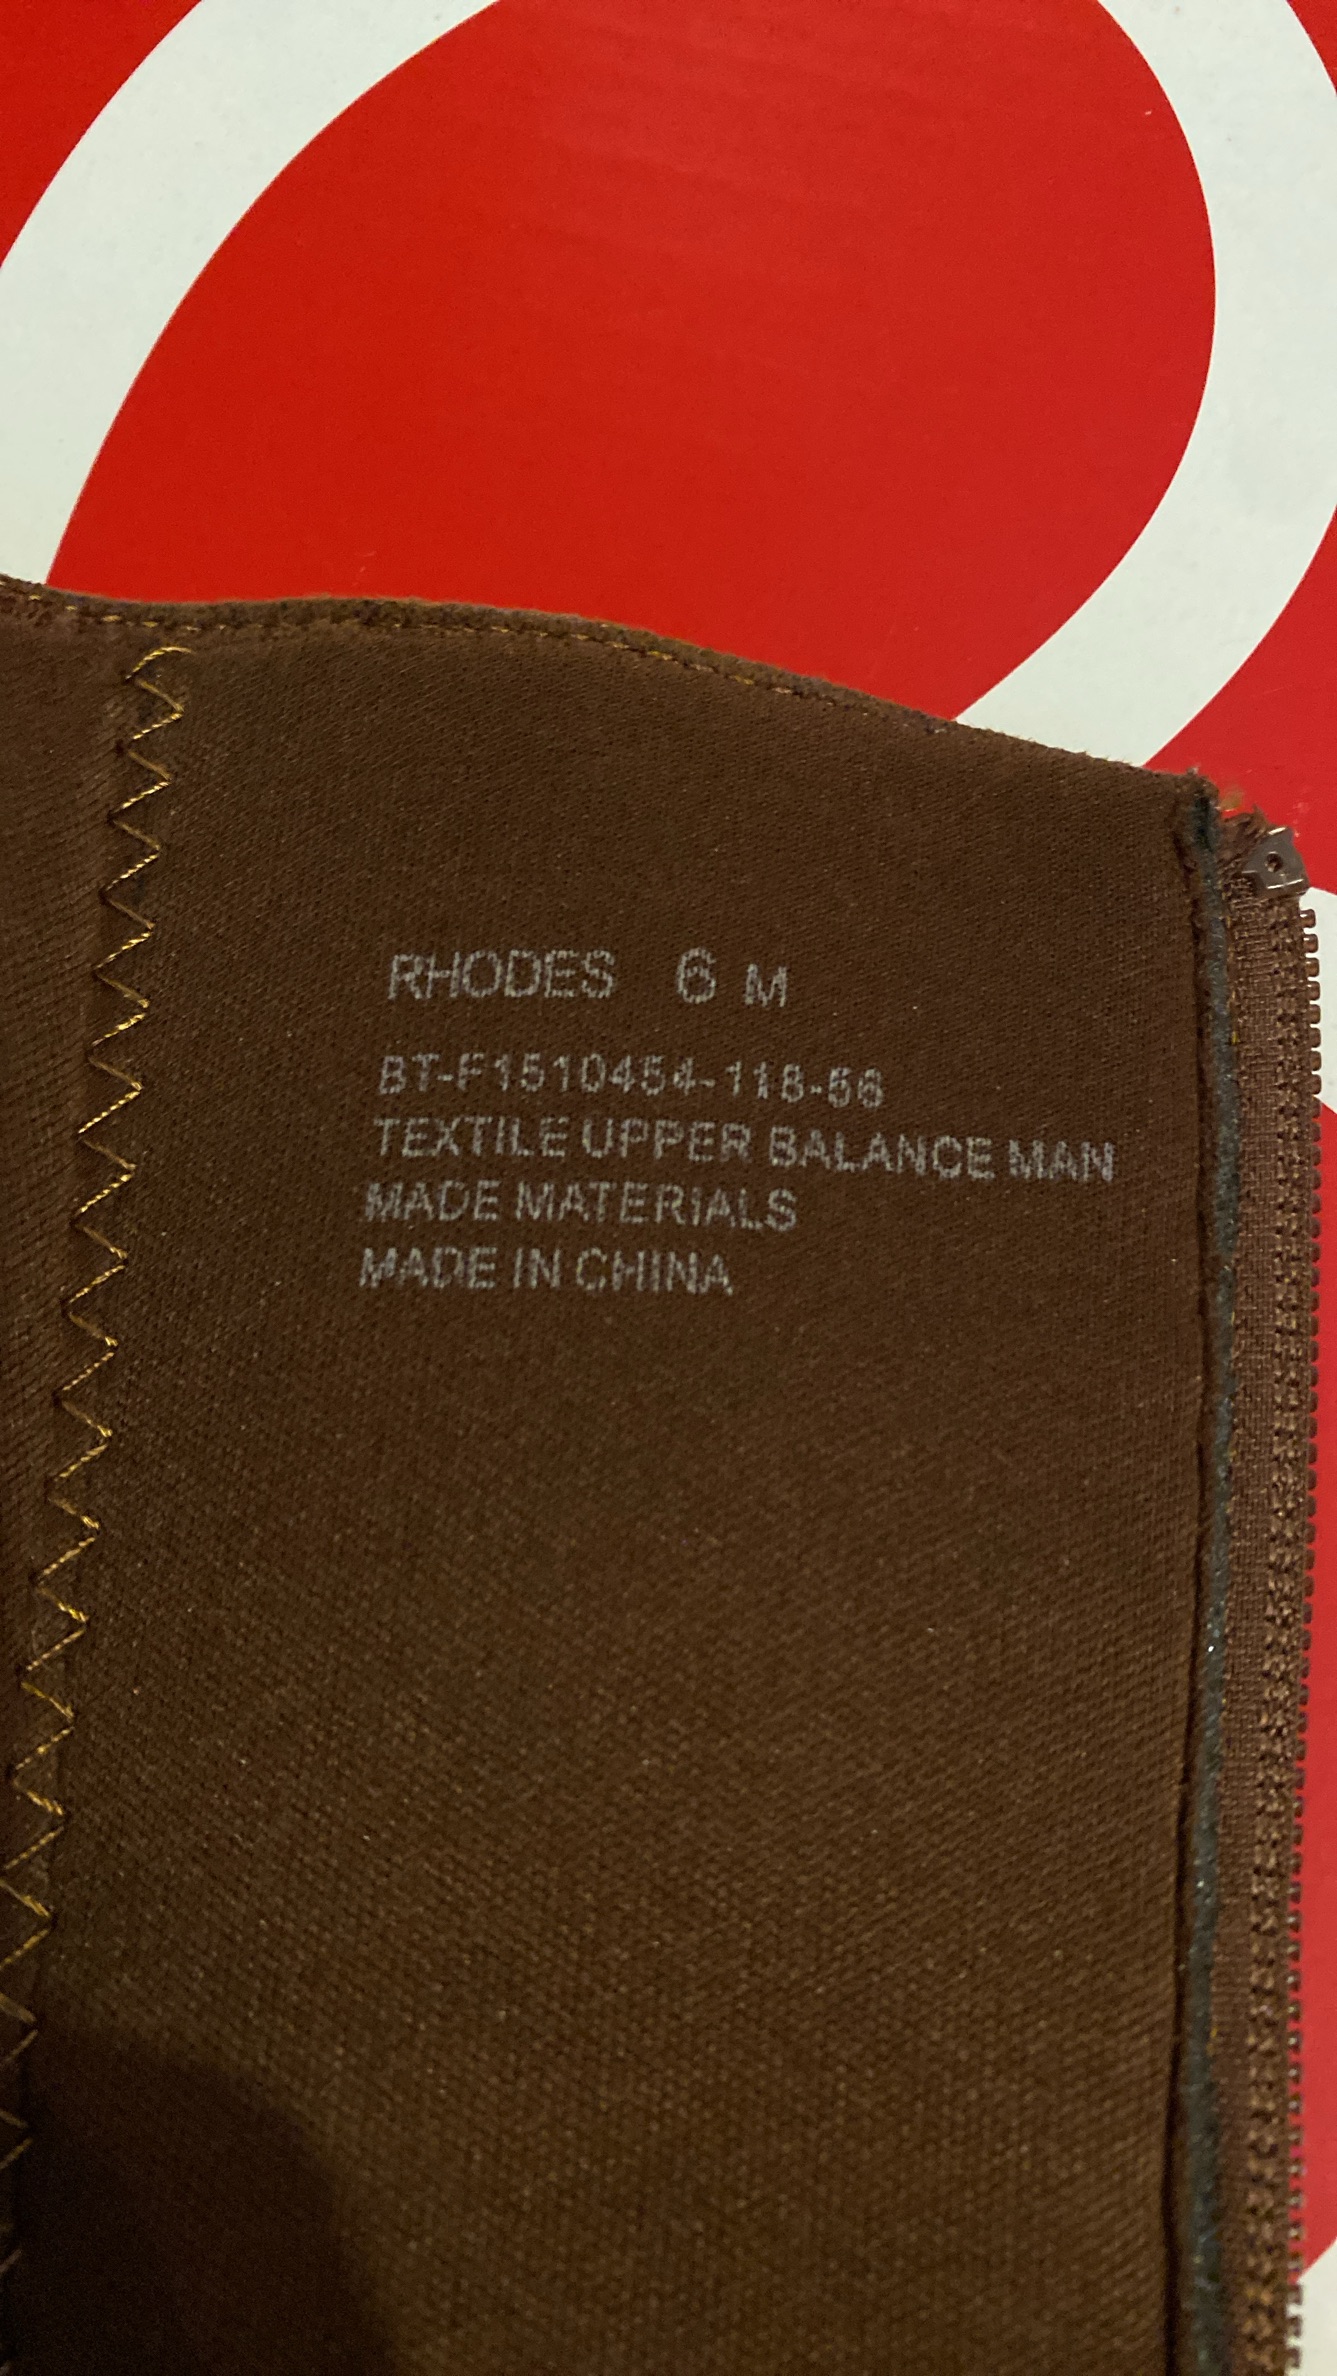 RHODES 6 M
BT-F1510454-118-56
TEXTILE UPPER BALANCE MAN
MADE MATERIALS
MADE IN CHINA